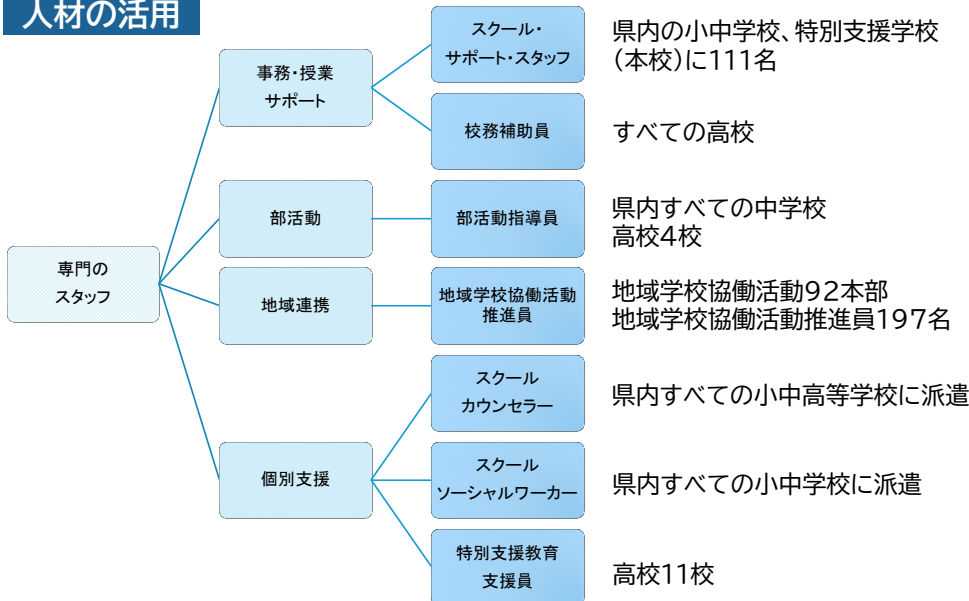 人材の活用
専門の
スタッフ
事務・授業
サポート
スクール・
サポート・スタッフ
県内の小中学校、特別支援学校
（本校）に111名
校務補助員
すべての高校
部活動
部活動指導員
県内すべての中学校
高校4校
地域連携
地域学校協働活動
推進員
地域学校協働活動92本部
地域学校協働活動推進員197名
個別支援
スクール
カウンセラー
県内すべての小中高等学校に派遣
スクール
ソーシャルワーカー
県内すべての小中学校に派遣
特別支援教育
支援員
高校11校